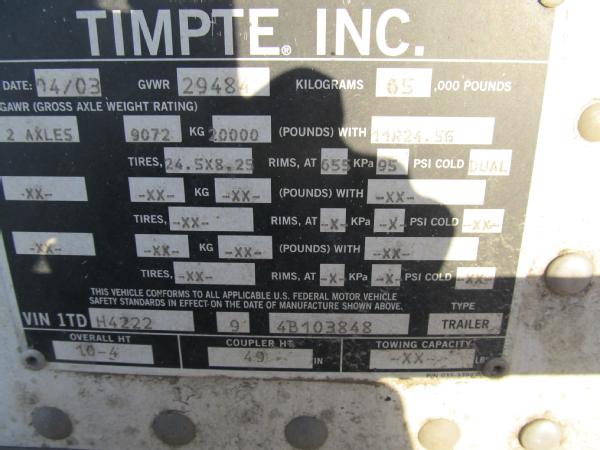 TIMPTE® INC.
DATE: 04/03 GVWR 29484 KILOGRAMS 65 ,000 POUNDS
GAWR (GROSS AXLE WEIGHT RATING)
2 AXLES 9072 KG 20000 (POUNDS) WITH 11R24.5G
TIRES, 24.5X8.25 RIMS, AT 655 KPa 95 PSI COLD DUAL
-XX- -XX- KG -XX- (POUNDS) WITH -XX-
TIRES, -XX- RIMS, AT -X- KPa -X- PSI COLD -XX-
-XX- -XX- KG -XX- (POUNDS) WITH -XX-
TIRES, -XX- RIMS, AT -X- KPa -X- PSI COLD -XX-
THIS VEHICLE CONFORMS TO ALL APPLICABLE U.S. FEDERAL MOTOR VEHICLE
SAFETY STANDARDS IN EFFECT ON THE DATE OF MANUFACTURE SHOWN ABOVE. TYPE
VIN 1TD H4222 9 4B103848 TRAILER
OVERALL HT COUPLER HT TOWING CAPACITY
10-4 49 IN -XX- LBS